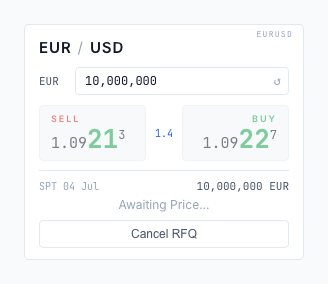 EURUSD
EUR / USD
EUR 10,000,000 ↺
SELL BUY
1.09213 1.4 1.09227
SPT 04 Jul 10,000,000 EUR
Awaiting Price...
Cancel RFQ